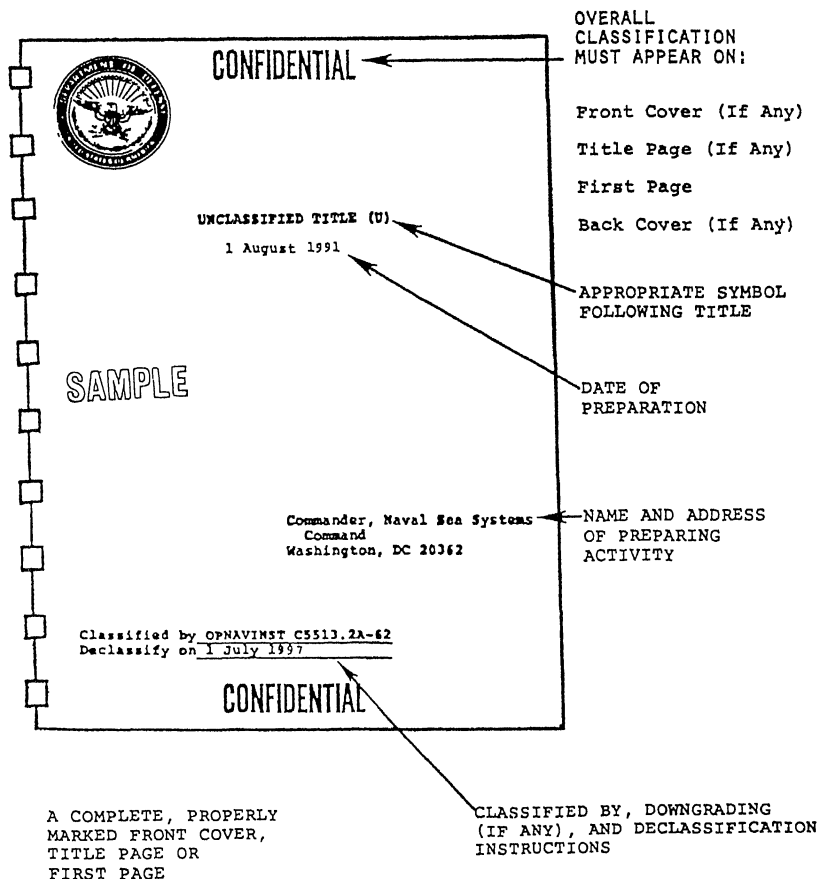 OVERALL
CLASSIFICATION
MUST APPEAR ON:
CONFIDENTIAL
DEPARTMENT OF DEFENSE
Front Cover (If Any)
Title Page (If Any)
First Page
Back Cover (If Any)
UNCLASSIFIED TITLE (U)
1 August 1991
APPROPRIATE SYMBOL
FOLLOWING TITLE
SAMPLE
DATE OF
PREPARATION
Commander, Naval Sea Systems
Command
Washington, DC 20362
NAME AND ADDRESS
OF PREPARING
ACTIVITY
Classified by OPNAVINST C5513.2A-62
Declassify on 1 July 1997
CONFIDENTIAL
A COMPLETE, PROPERLY
MARKED FRONT COVER,
TITLE PAGE OR
FIRST PAGE
CLASSIFIED BY, DOWNGRADING
(IF ANY), AND DECLASSIFICATION
INSTRUCTIONS